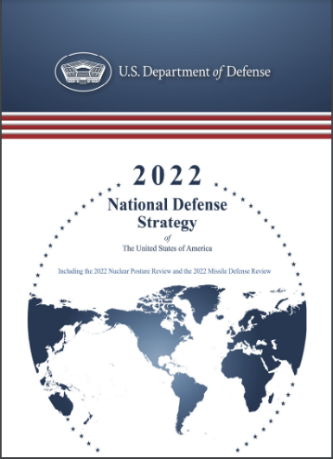 U.S. Department of Defense
2022
National Defense
Strategy
of
The United States of America
Including the 2022 Nuclear Posture Review and the 2022 Missile Defense Review